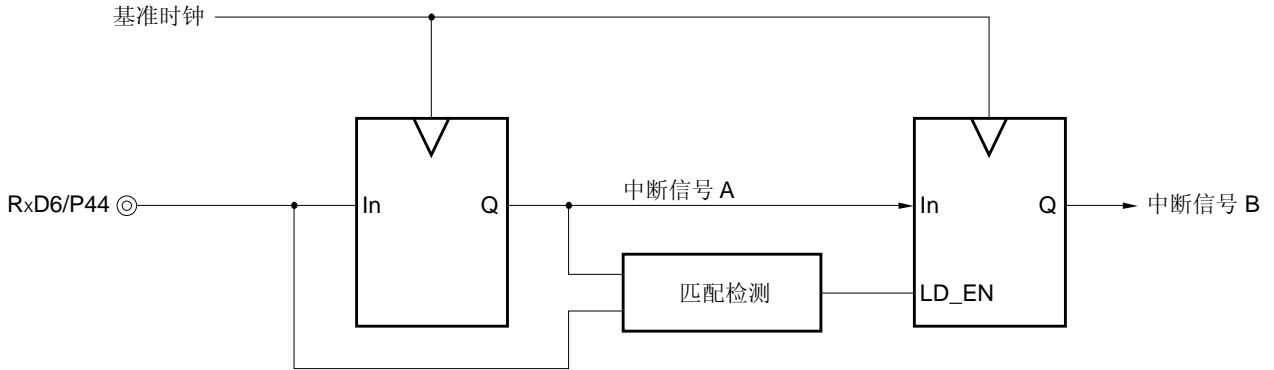 基准时钟
RxD6/P44
In
Q
中断信号 A
In
Q
中断信号 B
匹配检测
LD_EN